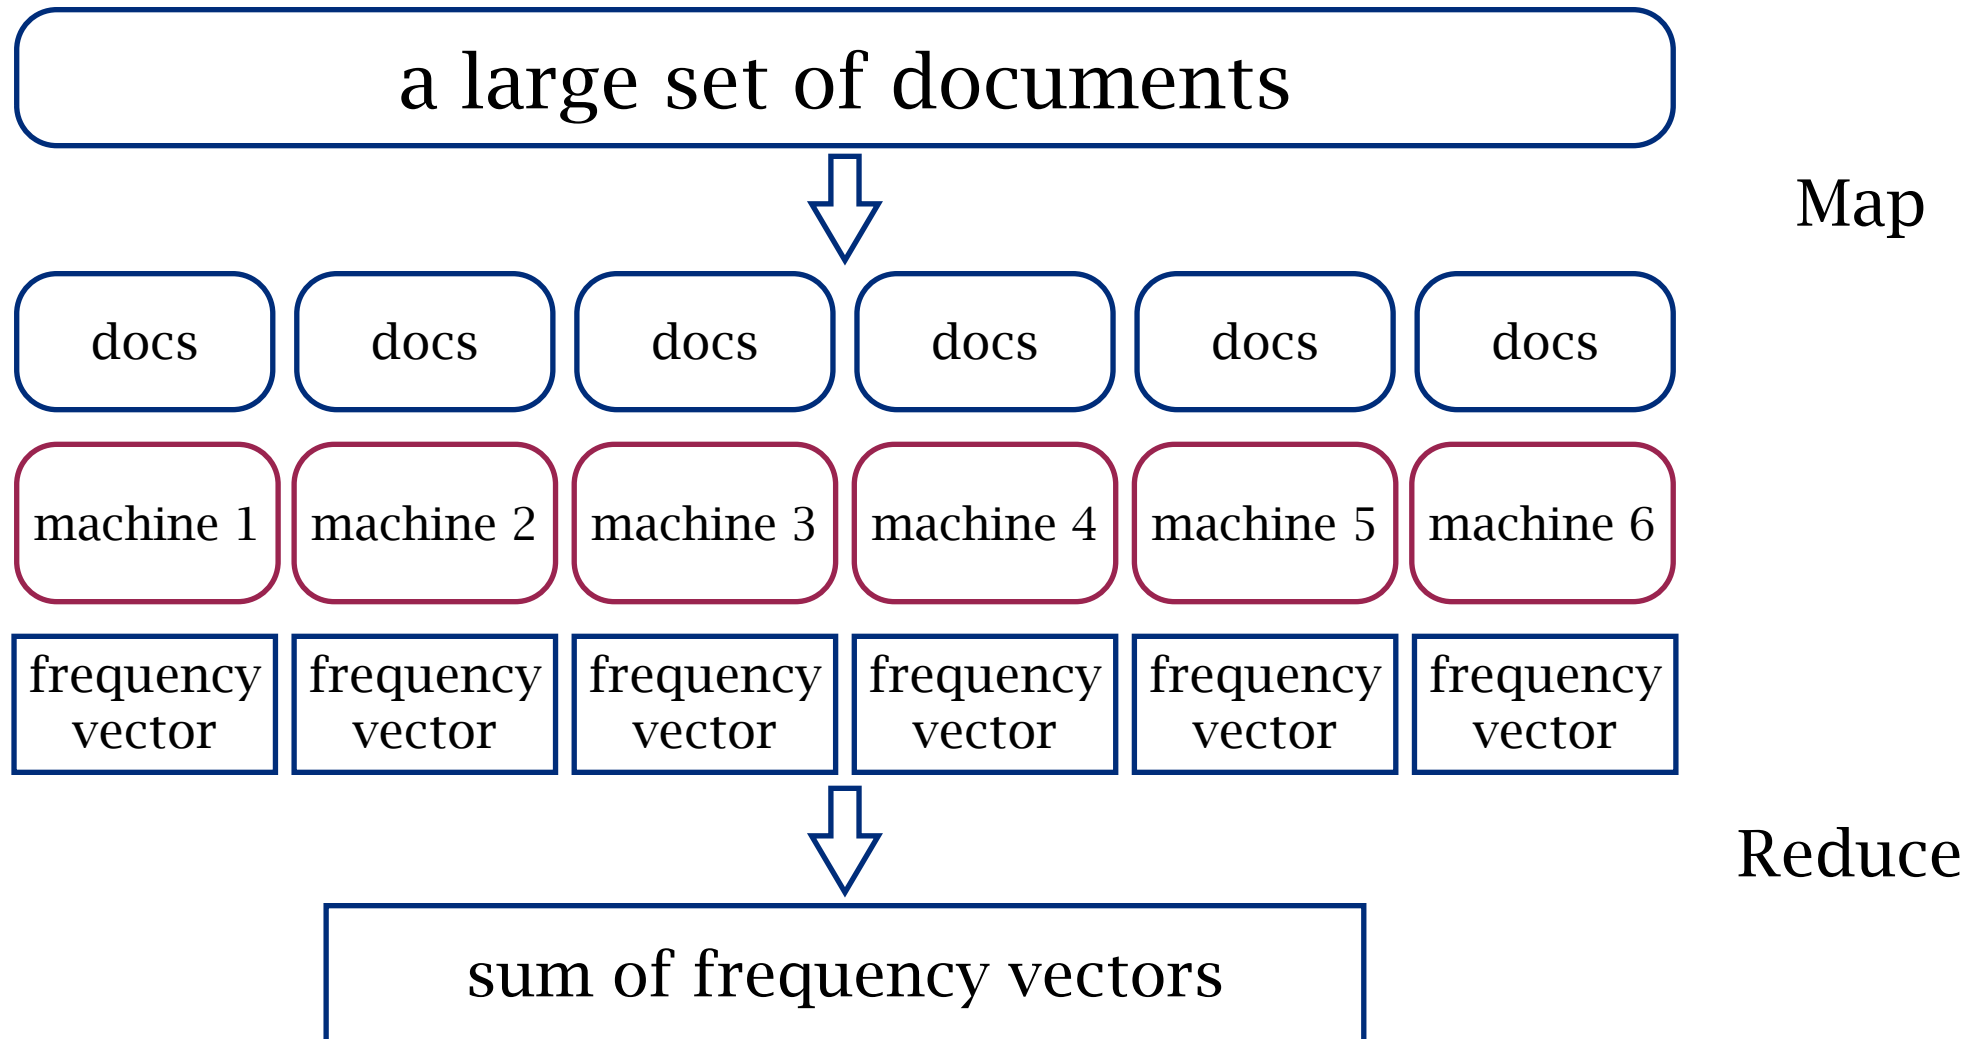 a large set of documents
Map
docs docs docs docs docs docs
machine 1 machine 2 machine 3 machine 4 machine 5 machine 6
frequency frequency frequency frequency frequency frequency
vector vector vector vector vector vector
Reduce
sum of frequency vectors